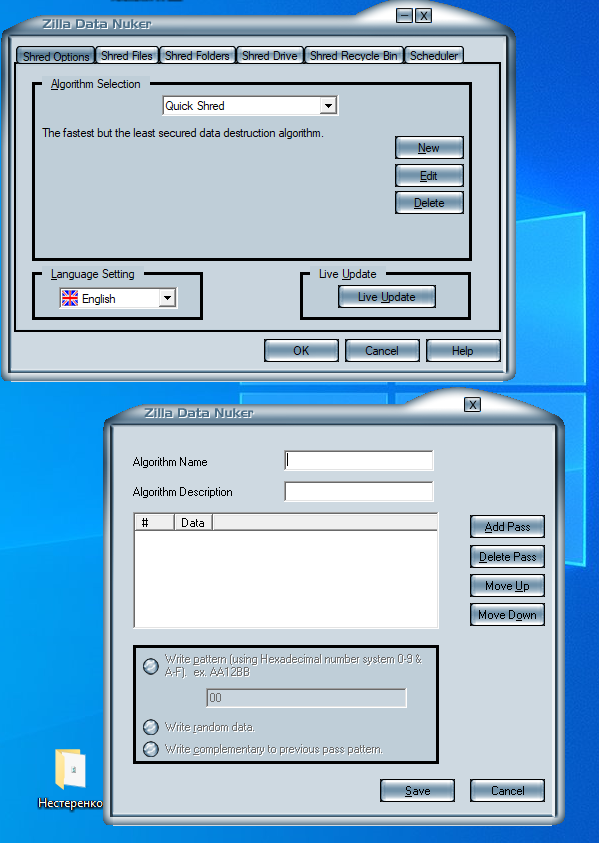 Zilla Data Nuker
X
Shred Options
Shred Files
Shred Folders
Shred Drive
Shred Recycle Bin
Scheduler
Algorithm Selection
Quick Shred
The fastest but the least secured data destruction algorithm.
New
Edit
Delete
Language Setting
English
Live Update
Live Update
OK
Cancel
Help
Zilla Data Nuker
X
Algorithm Name
Algorithm Description
# Data
Add Pass
Delete Pass
Move Up
Move Down
Write pattern (using Hexadecimal number system 0-9 &
A-F). ex. AA12BB
00
Write random data.
Write complementary to previous pass pattern.
Save
Cancel
Нестеренко